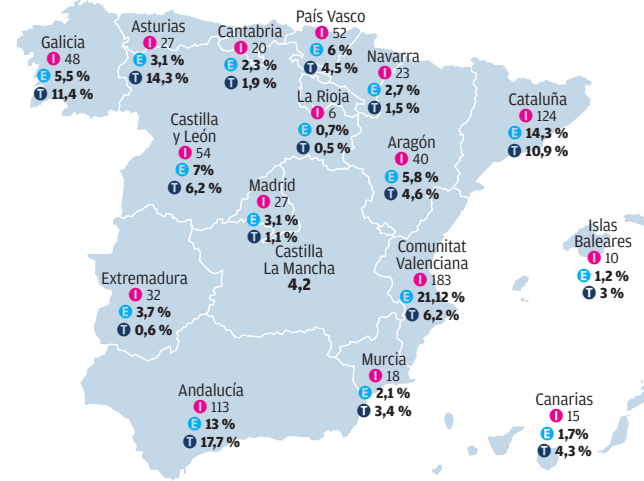 Galicia
I 48
E 5,5 %
T 11,4 %
Asturias
I 27
E 3,1 %
T 14,3 %
Cantabria
I 20
E 2,3 %
T 1,9 %
País Vasco
I 52
E 6 %
T 4,5 %
Navarra
I 23
E 2,7 %
T 1,5 %
La Rioja
I 6
E 0,7%
T 0,5 %
Cataluña
I 124
E 14,3 %
T 10,9 %
Castilla
y León
I 54
E 7%
T 6,2 %
Aragón
I 40
E 5,8 %
T 4,6 %
Madrid
I 27
E 3,1 %
T 1,1 %
Castilla
La Mancha
4,2
Islas
Baleares
I 10
E 1,2 %
T 3 %
Comunitat
Valenciana
I 183
E 21,12 %
T 6,2 %
Extremadura
I 32
E 3,7 %
T 0,6 %
Murcia
I 18
E 2,1 %
T 3,4 %
Andalucía
I 113
E 13 %
T 17,7 %
Canarias
I 15
E 1,7%
T 4,3 %